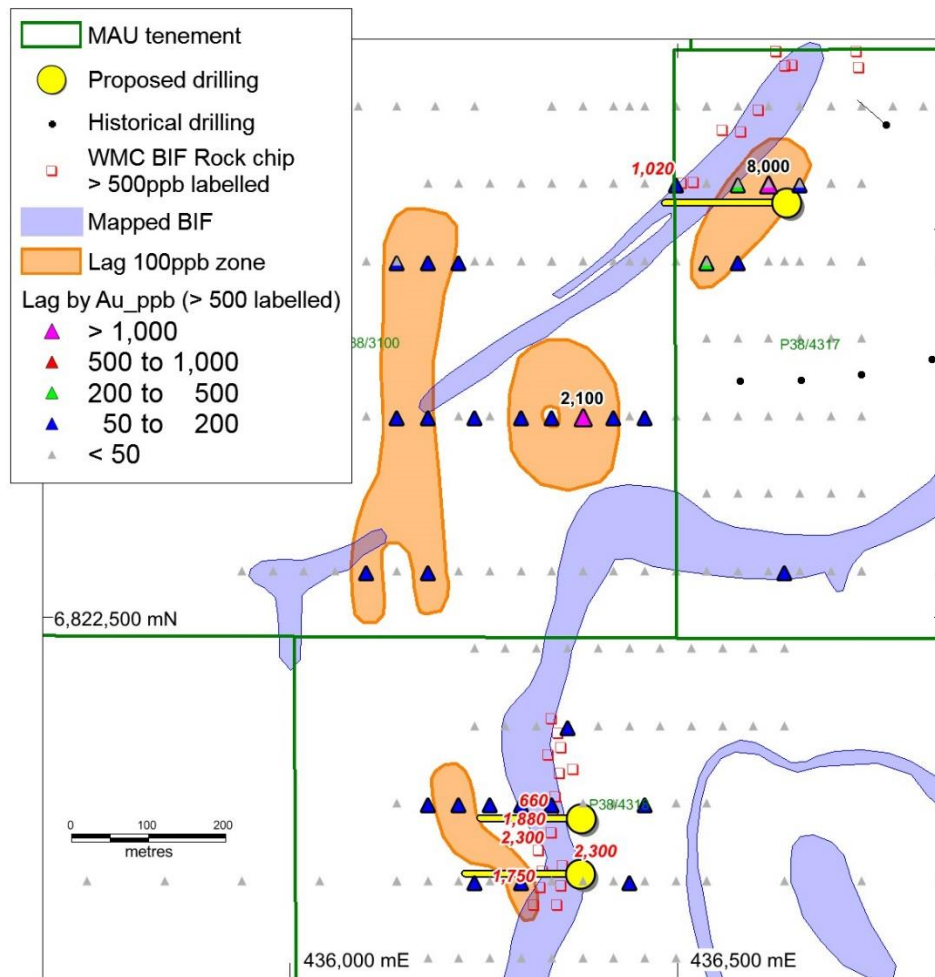 MAU tenement
Proposed drilling
Historical drilling
WMC BIF Rock chip
> 500ppb labelled
Mapped BIF
Lag 100ppb zone
Lag by Au_ppb (> 500 labelled)
> 1,000
500 to 1,000
200 to 500
50 to 200
< 50
1,020
8,000
38/3100
P38/4317
2,100
6,822,500 mN
660
1,880
2,300
2,300
1,750
0 100 200
metres
436,000 mE
436,500 mE